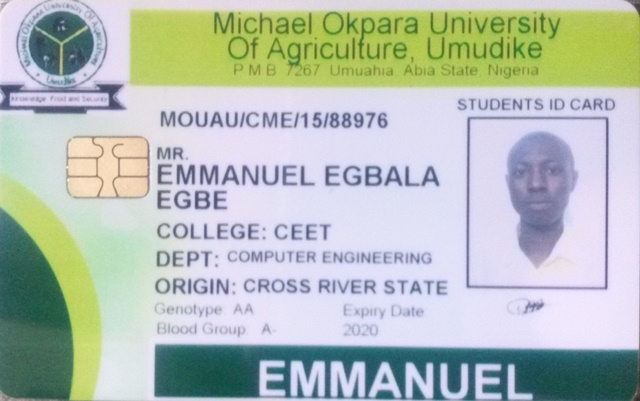 Michael Okpara University
Of Agriculture, Umudike
P.M.B 7267 Umuahia, Abia State, Nigeria
Michael Okpara University Of Agriculture
Umudike
Knowledge, Food and Security
STUDENTS ID CARD
MOUAU/CME/15/88976
MR.
EMMANUEL EGBALA
EGBE
COLLEGE: CEET
DEPT: COMPUTER ENGINEERING
ORIGIN: CROSS RIVER STATE
Genotype AA Expiry Date
Blood Group: A- 2020
EMMANUEL